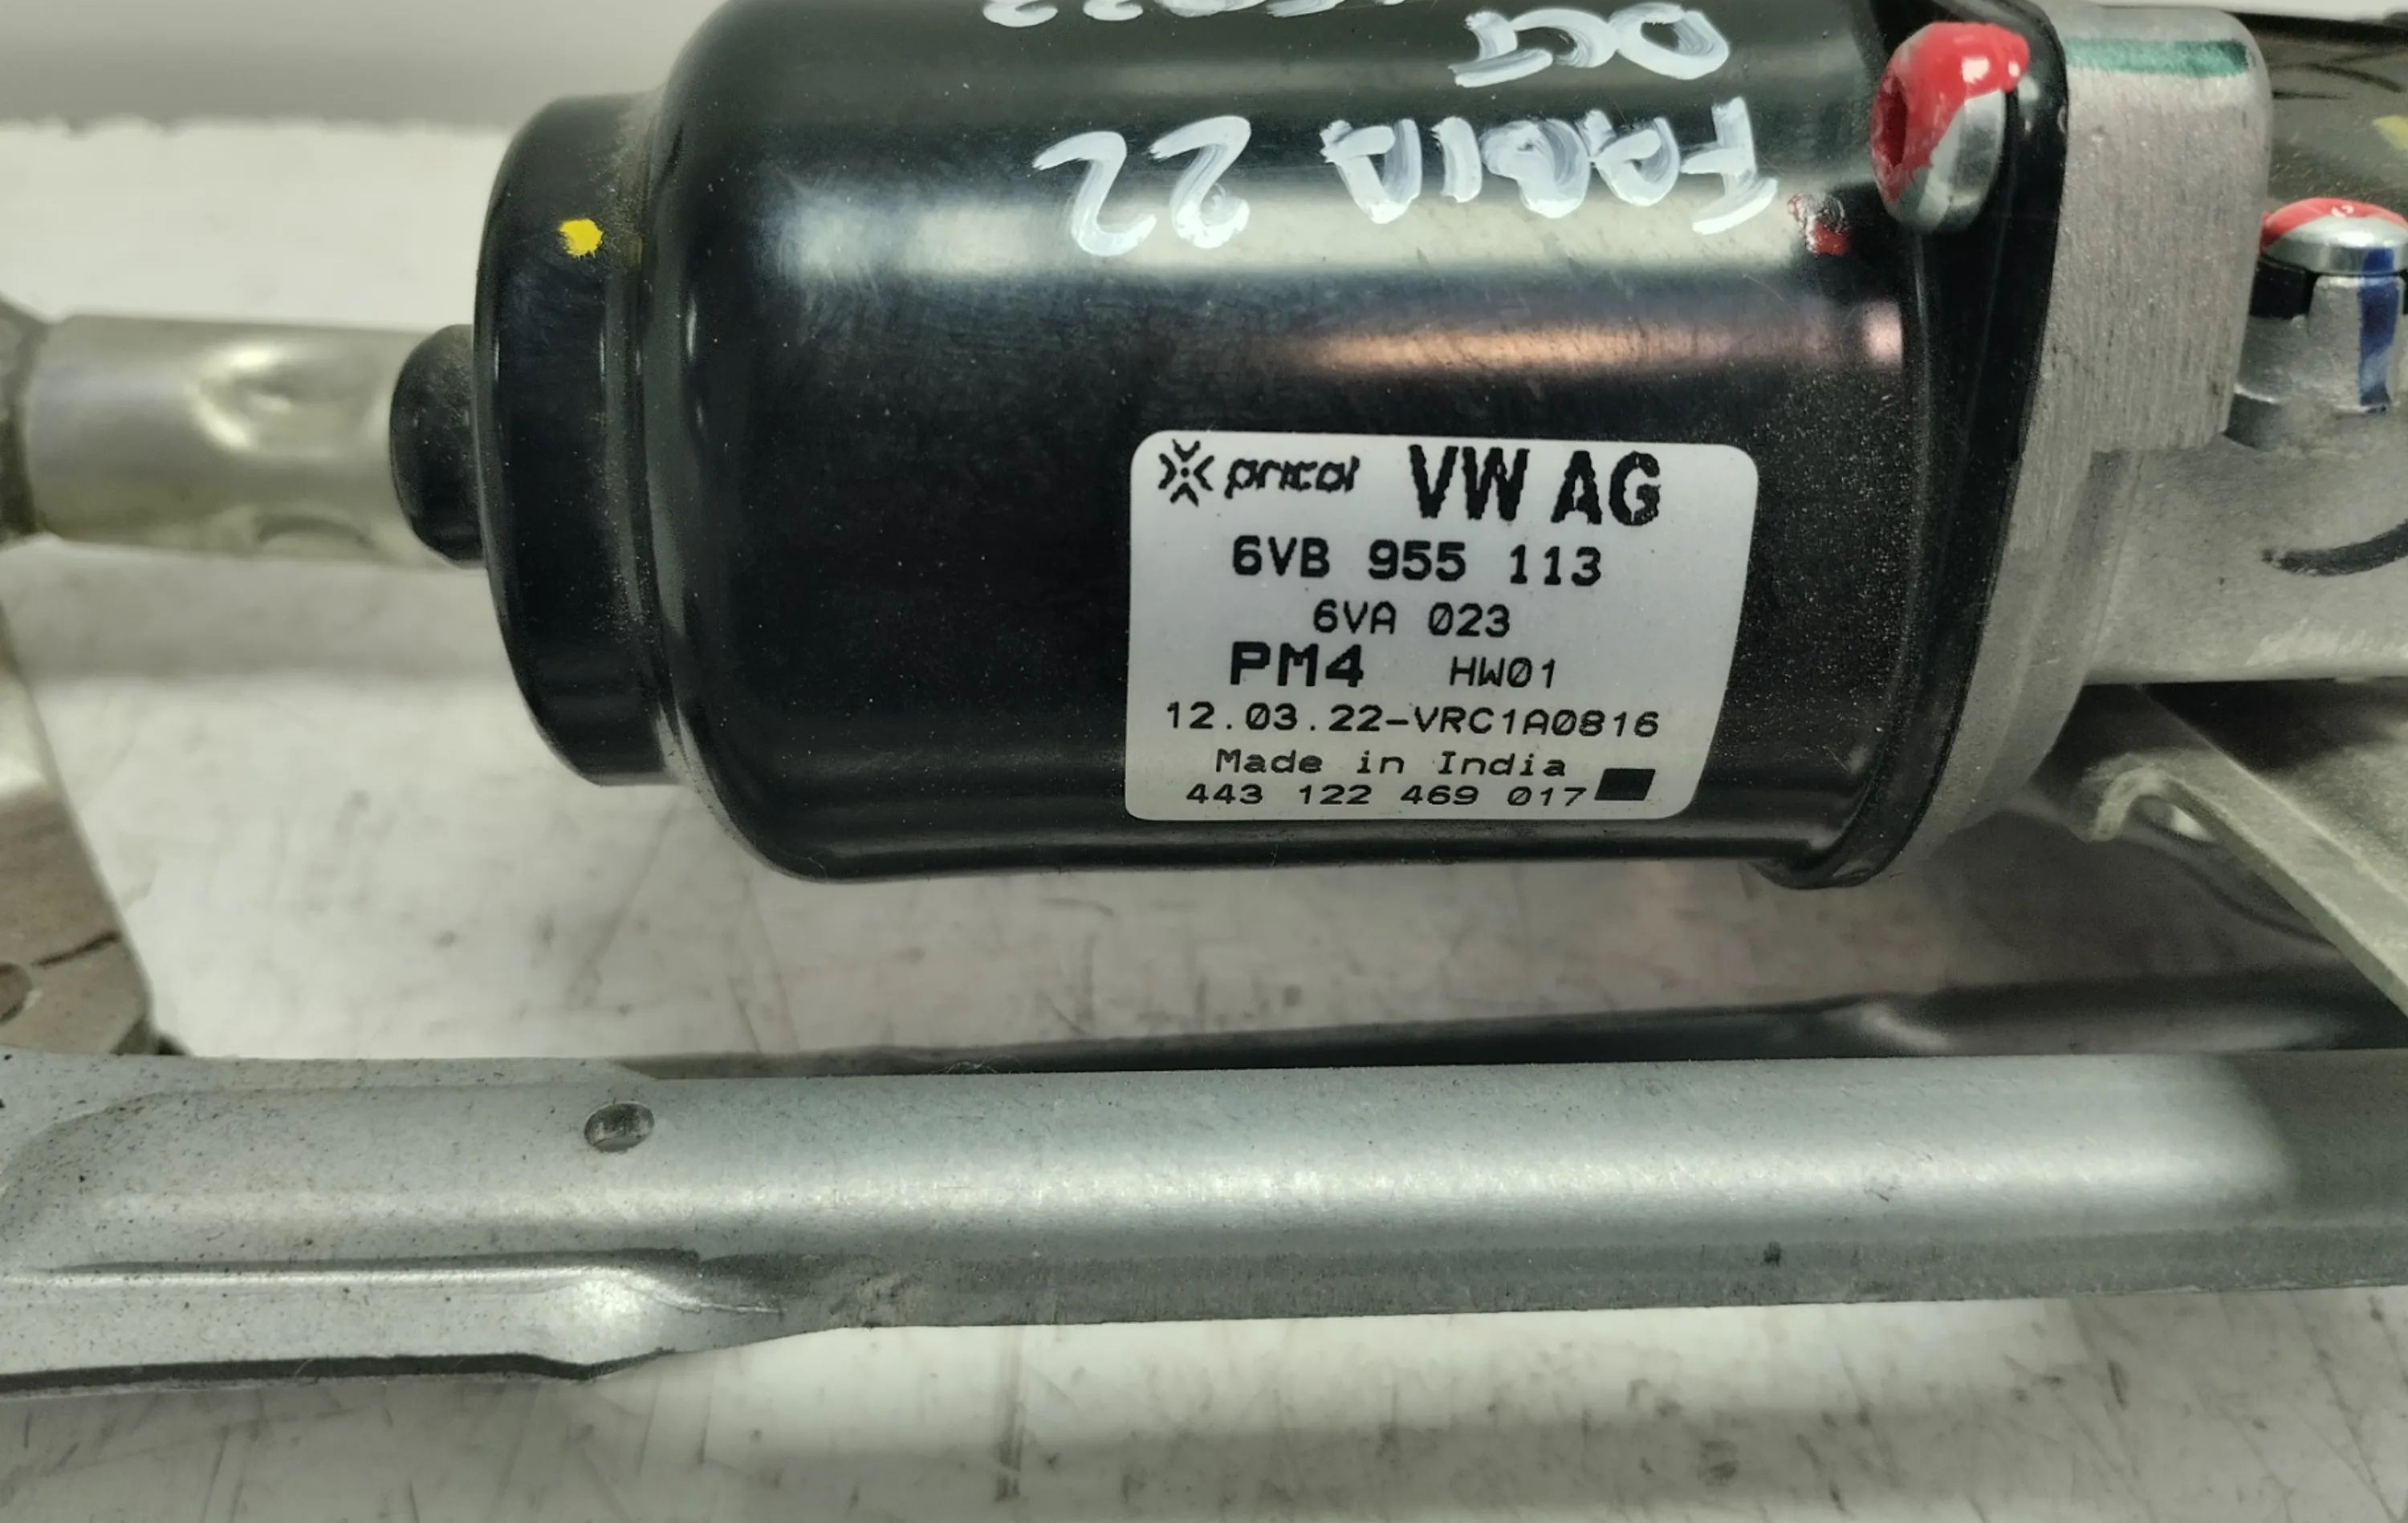 FABIA 22
DCJ
pricol VW AG
6VB 955 113
6VA 023
PM4 HW01
12.03.22-VRC1A0816
Made in India
443 122 469 017